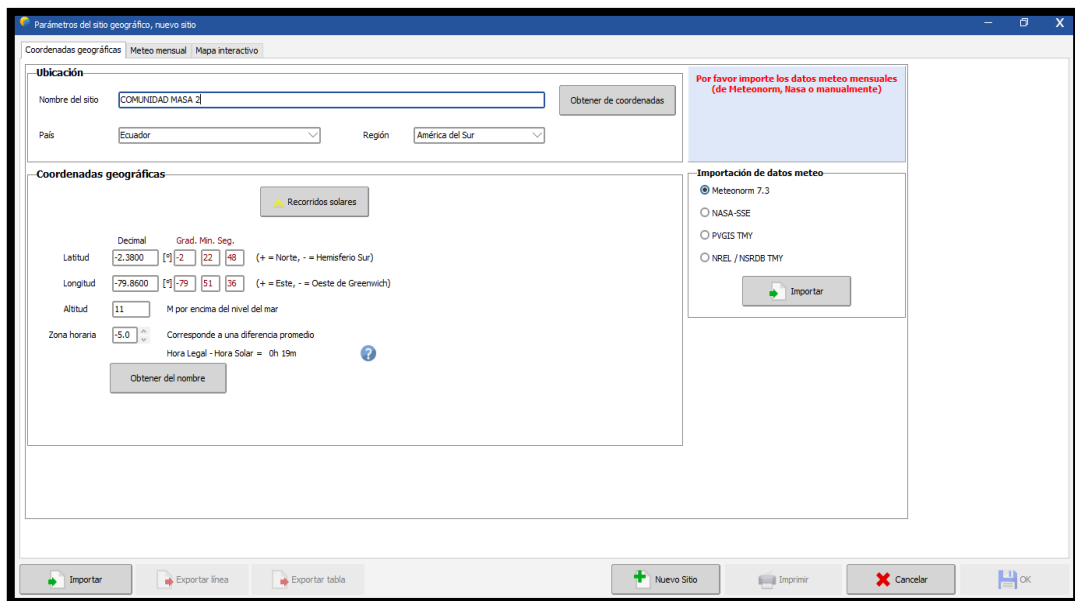 Parámetros del sitio geográfico, nuevo sitio
Coordenadas geográficas Meteo mensual Mapa interactivo
Ubicación
Nombre del sitio COMUNIDAD MASA 2 Obtener de coordenadas
País Ecuador Región América del Sur
Por favor importe los datos meteo mensuales
(de Meteonorm, Nasa o manualmente)
Coordenadas geográficas
Recorridos solares
Decimal Grad. Min. Seg.
Latitud -2.3800 [°] -2 22 48 (+ = Norte, - = Hemisferio Sur)
Longitud -79.8600 [°] -79 51 36 (+ = Este, - = Oeste de Greenwich)
Altitud 11 M por encima del nivel del mar
Zona horaria -5.0 Corresponde a una diferencia promedio
Hora Legal - Hora Solar = 0h 19m ?
Obtener del nombre
Importación de datos meteo
Meteonorm 7.3
NASA-SSE
PVGIS TMY
NREL / NSRDB TMY
Importar
Importar Exportar línea Exportar tabla Nuevo Sitio Imprimir Cancelar OK